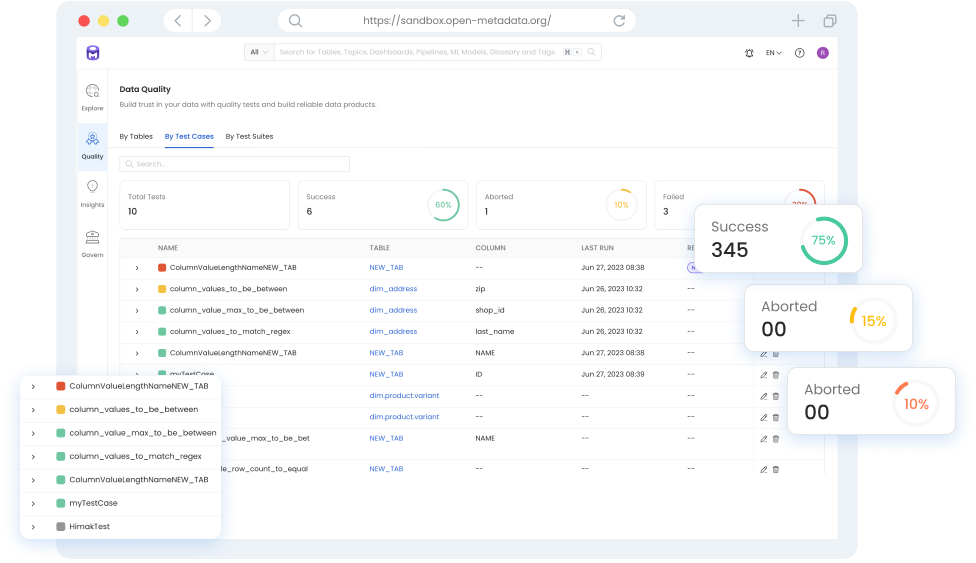 https://sandbox.open-metadata.org/
All Search for Tables, Topics, Dashboards, Pipelines, ML Models, Glossary and Tags. ⌘ K EN ? R
Explore
Quality
Insights
Govern
Data Quality
Build trust in your data with quality tests and build reliable data products.
By Tables By Test Cases By Test Suites
Search...
Total Tests
10
Success
6
60%
Aborted
1
10%
Failed
3
Success
345
75%
Aborted
00
15%
Aborted
00
10%
NAME TABLE COLUMN LAST RUN
ColumnValueLengthNameNEW_TAB NEW_TAB -- Jun 27, 2023 08:38
column_values_to_be_between dim_address zip Jun 26, 2023 10:32 --
column_value_max_to_be_between dim_address shop_id Jun 26, 2023 10:32 --
column_values_to_match_regex dim_address last_name Jun 26, 2023 10:32 --
ColumnValueLengthNameNEW_TAB NEW_TAB NAME Jun 27, 2023 08:38 --
myTestCase NEW_TAB ID Jun 27, 2023 08:39 --
dim.product.variant -- -- --
dim.product.variant -- -- --
_value_max_to_be_bet NEW_TAB NAME -- --
le_row_count_to_equal NEW_TAB -- -- --
ColumnValueLengthNameNEW_TAB
column_values_to_be_between
column_value_max_to_be_between
column_values_to_match_regex
ColumnValueLengthNameNEW_TAB
myTestCase
HimakTest